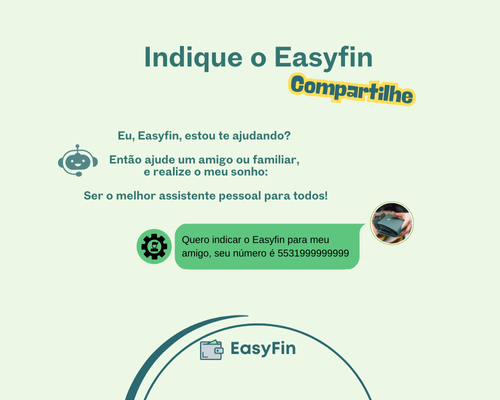 Indique o Easyfin
Compartilhe
Eu, Easyfin, estou te ajudando?
Então ajude um amigo ou familiar,
e realize o meu sonho:
Ser o melhor assistente pessoal para todos!
Quero indicar o Easyfin para meu
amigo, seu número é 5531999999999
EasyFin